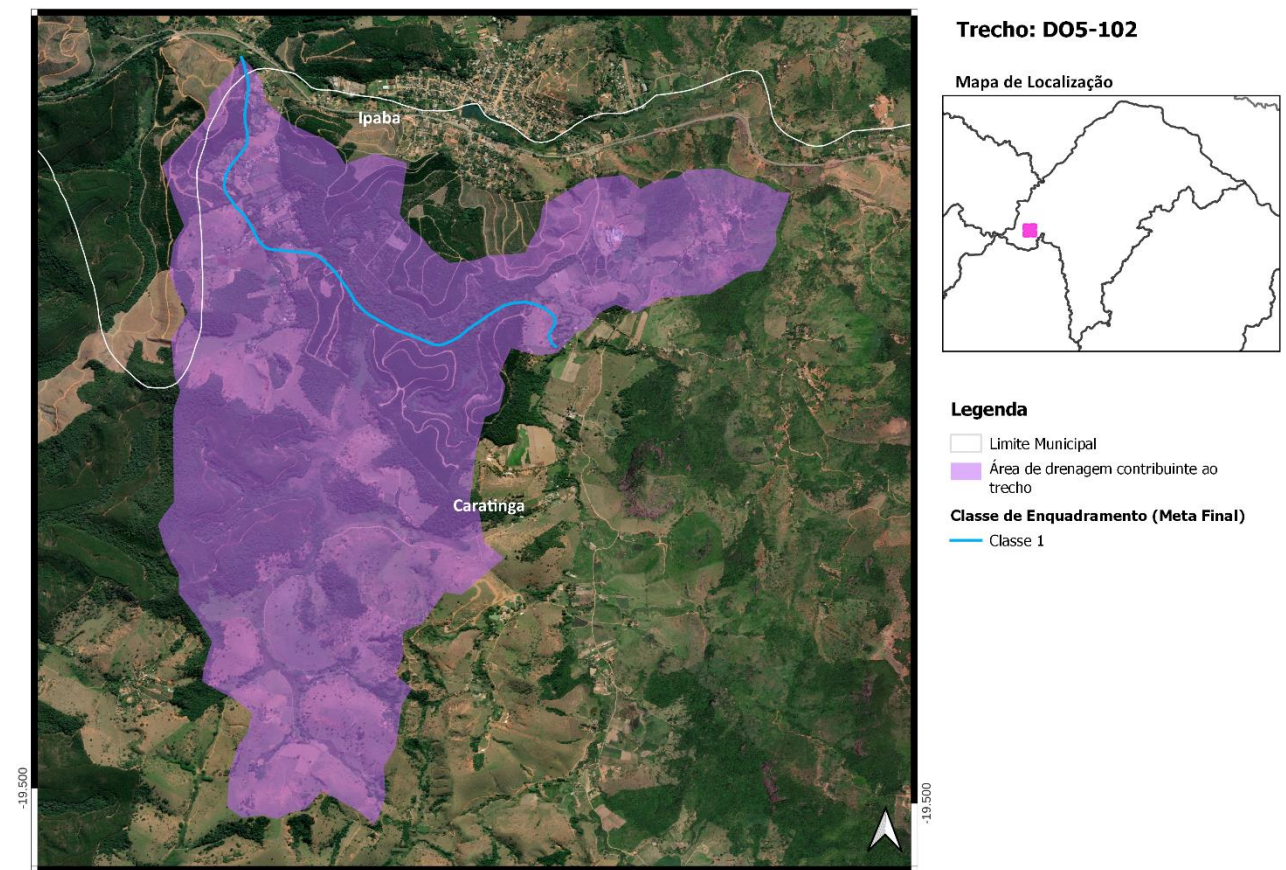 Trecho: DO5-102
Mapa de Localização
Ipaba
Caratinga
Legenda
Limite Municipal
Área de drenagem contribuinte ao
trecho
Classe de Enquadramento (Meta Final)
Classe 1
-19.500
-19.500